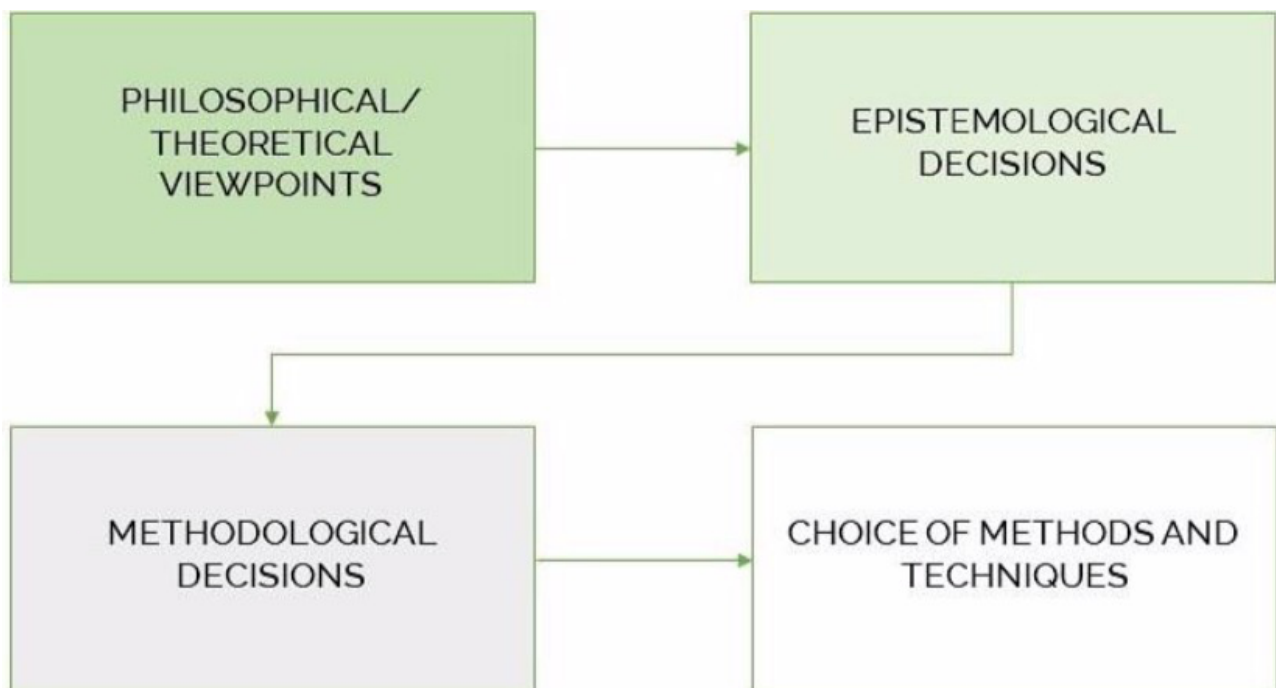 PHILOSOPHICAL/
THEORETICAL
VIEWPOINTS
EPISTEMOLOGICAL
DECISIONS
METHODOLOGICAL
DECISIONS
CHOICE OF METHODS AND
TECHNIQUES